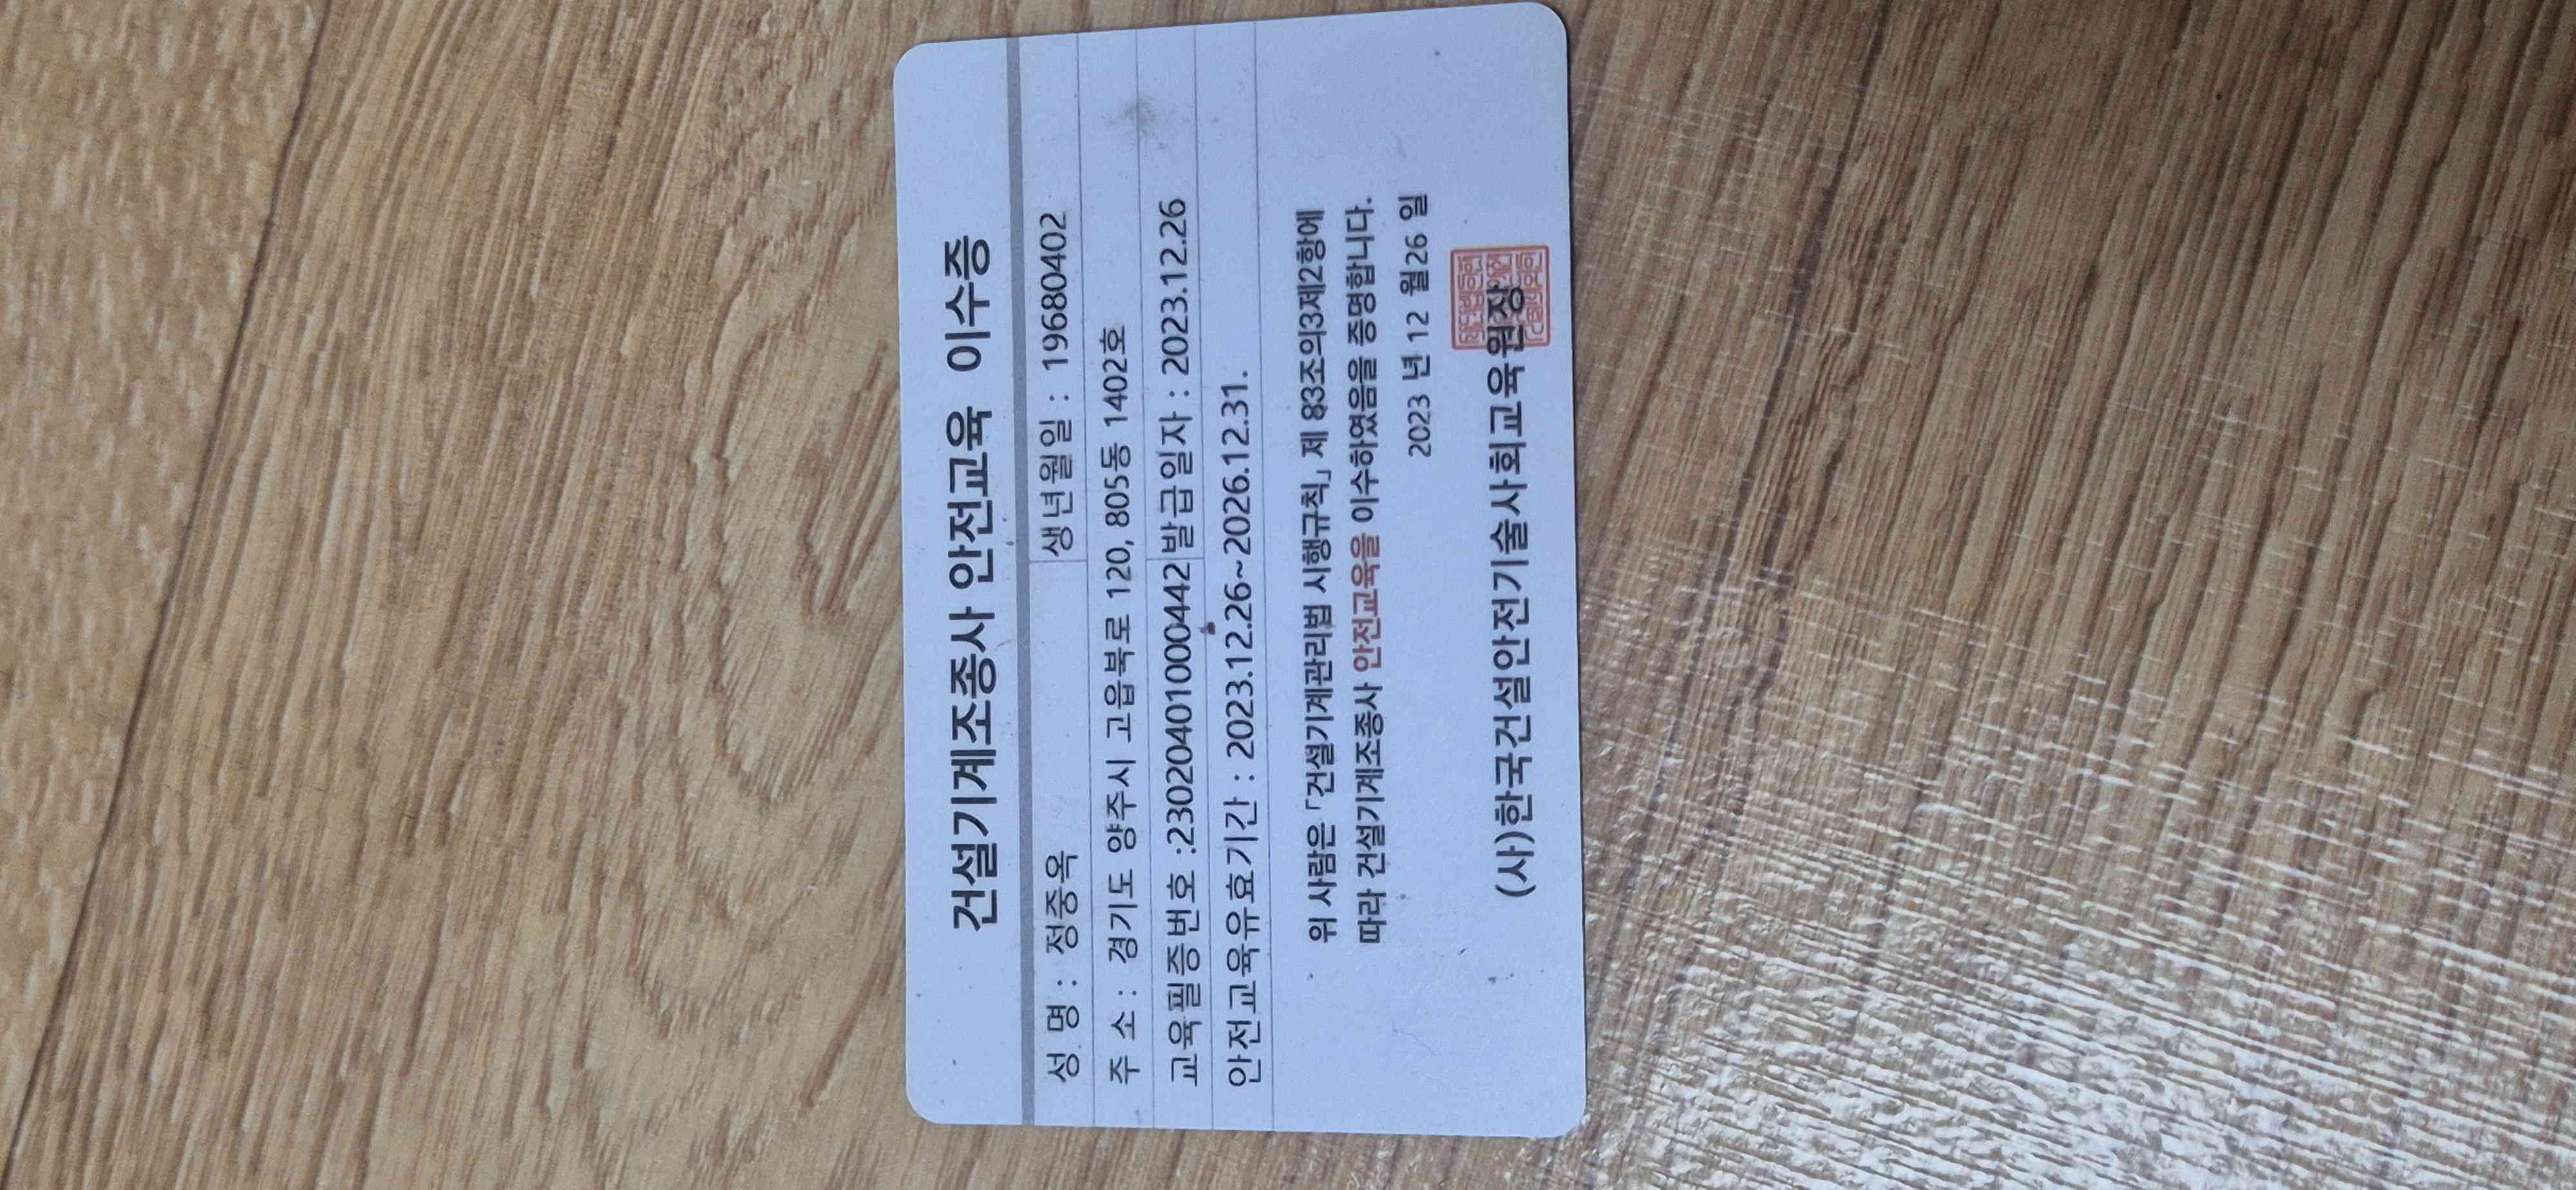 건설기계조종사 안전교육 이수증
성 명 : 정중옥 생년월일 : 19680402
주 소 : 경기도 양주시 고읍북로 120, 805동 1402호
교육필증번호 :2302040100442 발급일자 : 2023.12.26
안전교육유효기간 : 2023.12.26~2026.12.31.
위 사람은 「건설기계관리법 시행규칙」 제 83조의3제2항에
따라 건설기계조종사 안전교육을 이수하였음을 증명합니다.
2023 년 12 월 26 일
(사)한국건설안전기술사회교육원장